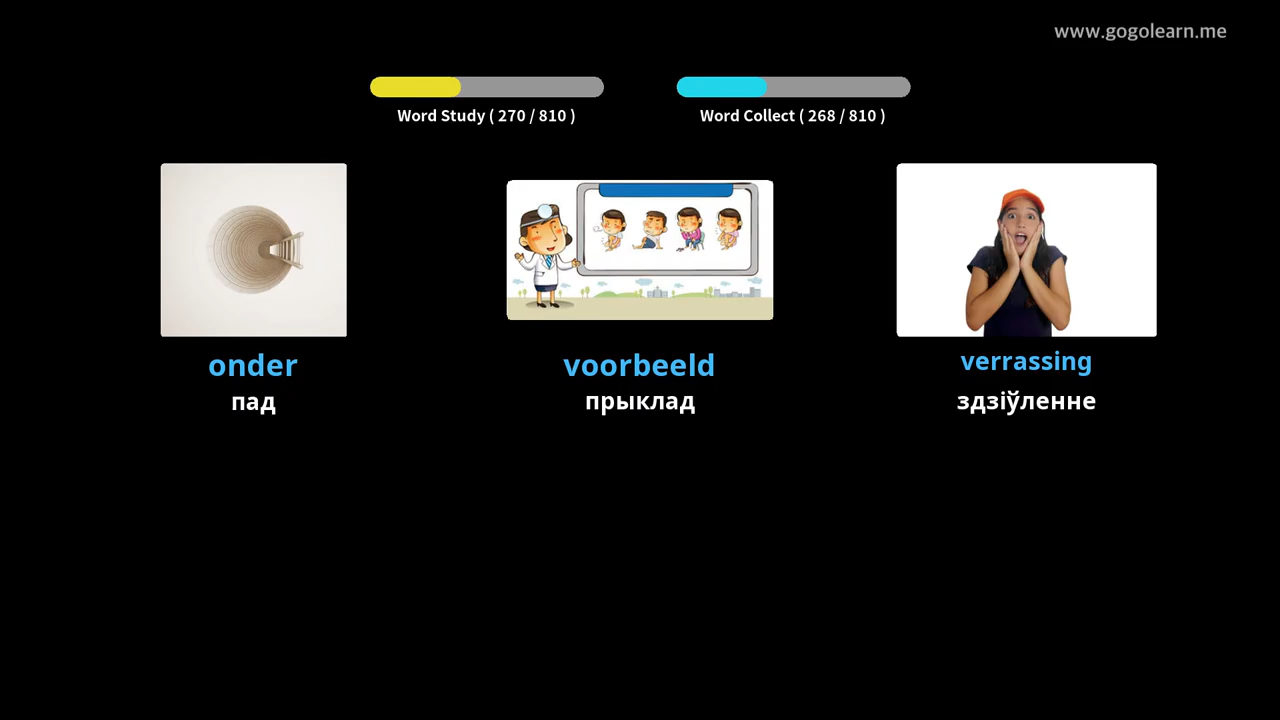 www.gogolearn.me
Word Study ( 270 / 810 )
Word Collect ( 268 / 810 )
onder
пад
voorbeeld
прыклад
verrassing
здзіўленне